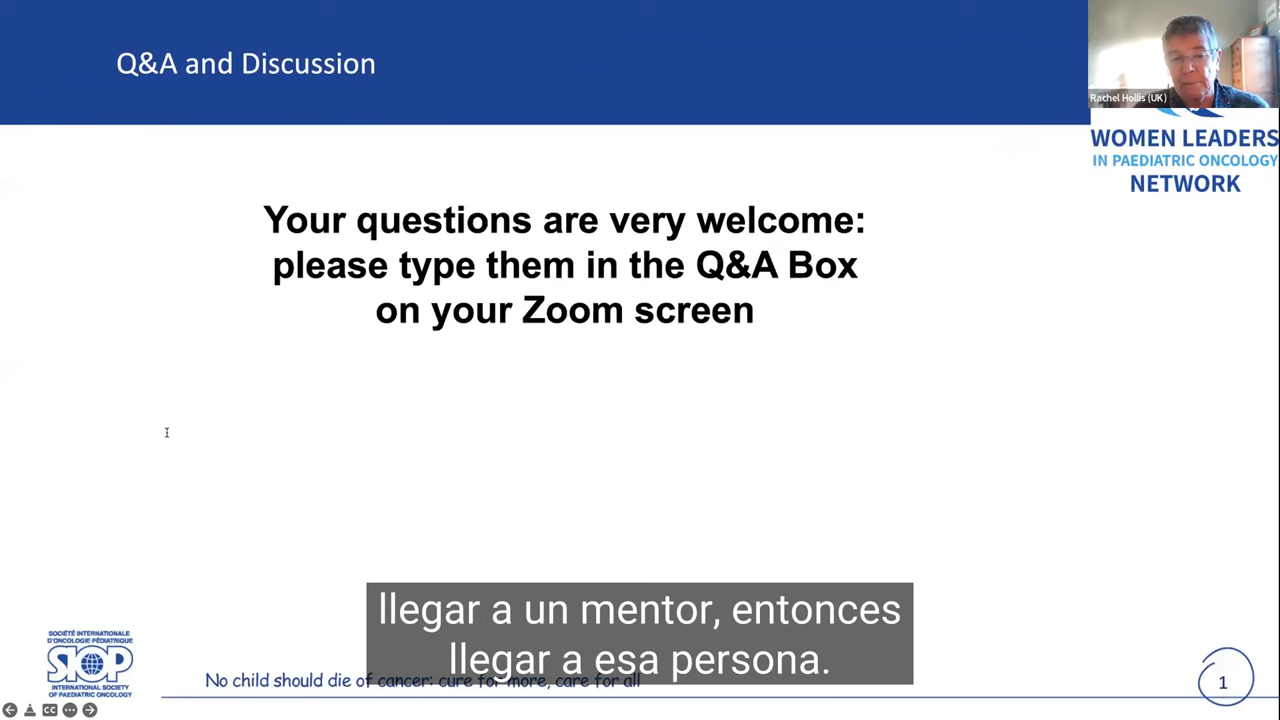 Q&A and Discussion
Rachel Hollis (UK)
WOMEN LEADERS
IN PAEDIATRIC ONCOLOGY
NETWORK
Your questions are very welcome:
please type them in the Q&A Box
on your Zoom screen
llegar a un mentor, entonces
llegar a esa persona.
SOCIÉTÉ INTERNATIONALE
D'ONCOLOGIE PÉDIATRIQUE
SIOP
INTERNATIONAL SOCIETY
OF PAEDIATRIC ONCOLOGY
No child should die of cancer: cure for more, care for all
1
CC